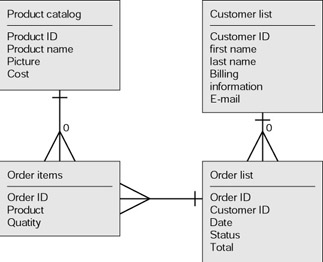 Product catalog
Product ID
Product name
Picture
Cost
Customer list
Customer ID
first name
last name
Billing
information
E-mail
0
0
Order items
Order ID
Product
Quatity
Order list
Order ID
Customer ID
Date
Status
Total